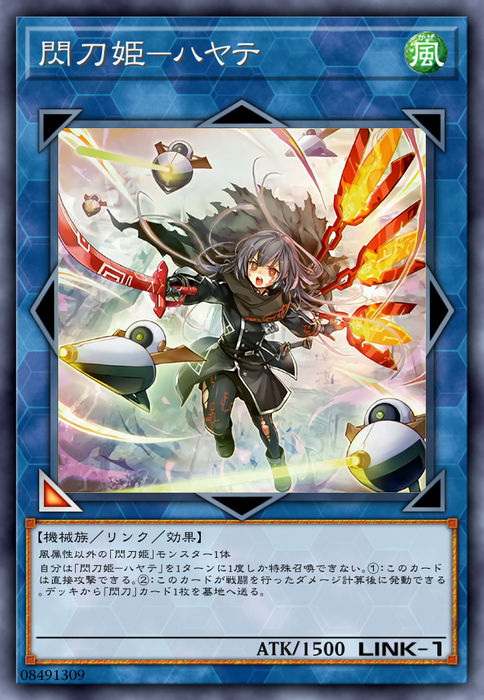 閃刀姫－ハヤテ
かぜ
風
【機械族／リンク／効果】
風属性以外の「閃刀姫」モンスター1体
自分は「閃刀姫－ハヤテ」を1ターンに1度しか特殊召喚できない。①：このカード
は直接攻撃できる。②：このカードが戦闘を行ったダメージ計算後に発動でき
る。デッキから「閃刀」カード1枚を墓地へ送る。
ATK/1500 LINK-1
08491309